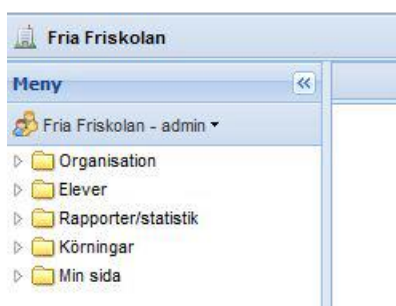 Fria Friskolan
Meny
Fria Friskolan - admin
Organisation
Elever
Rapporter/statistik
Körningar
Min sida